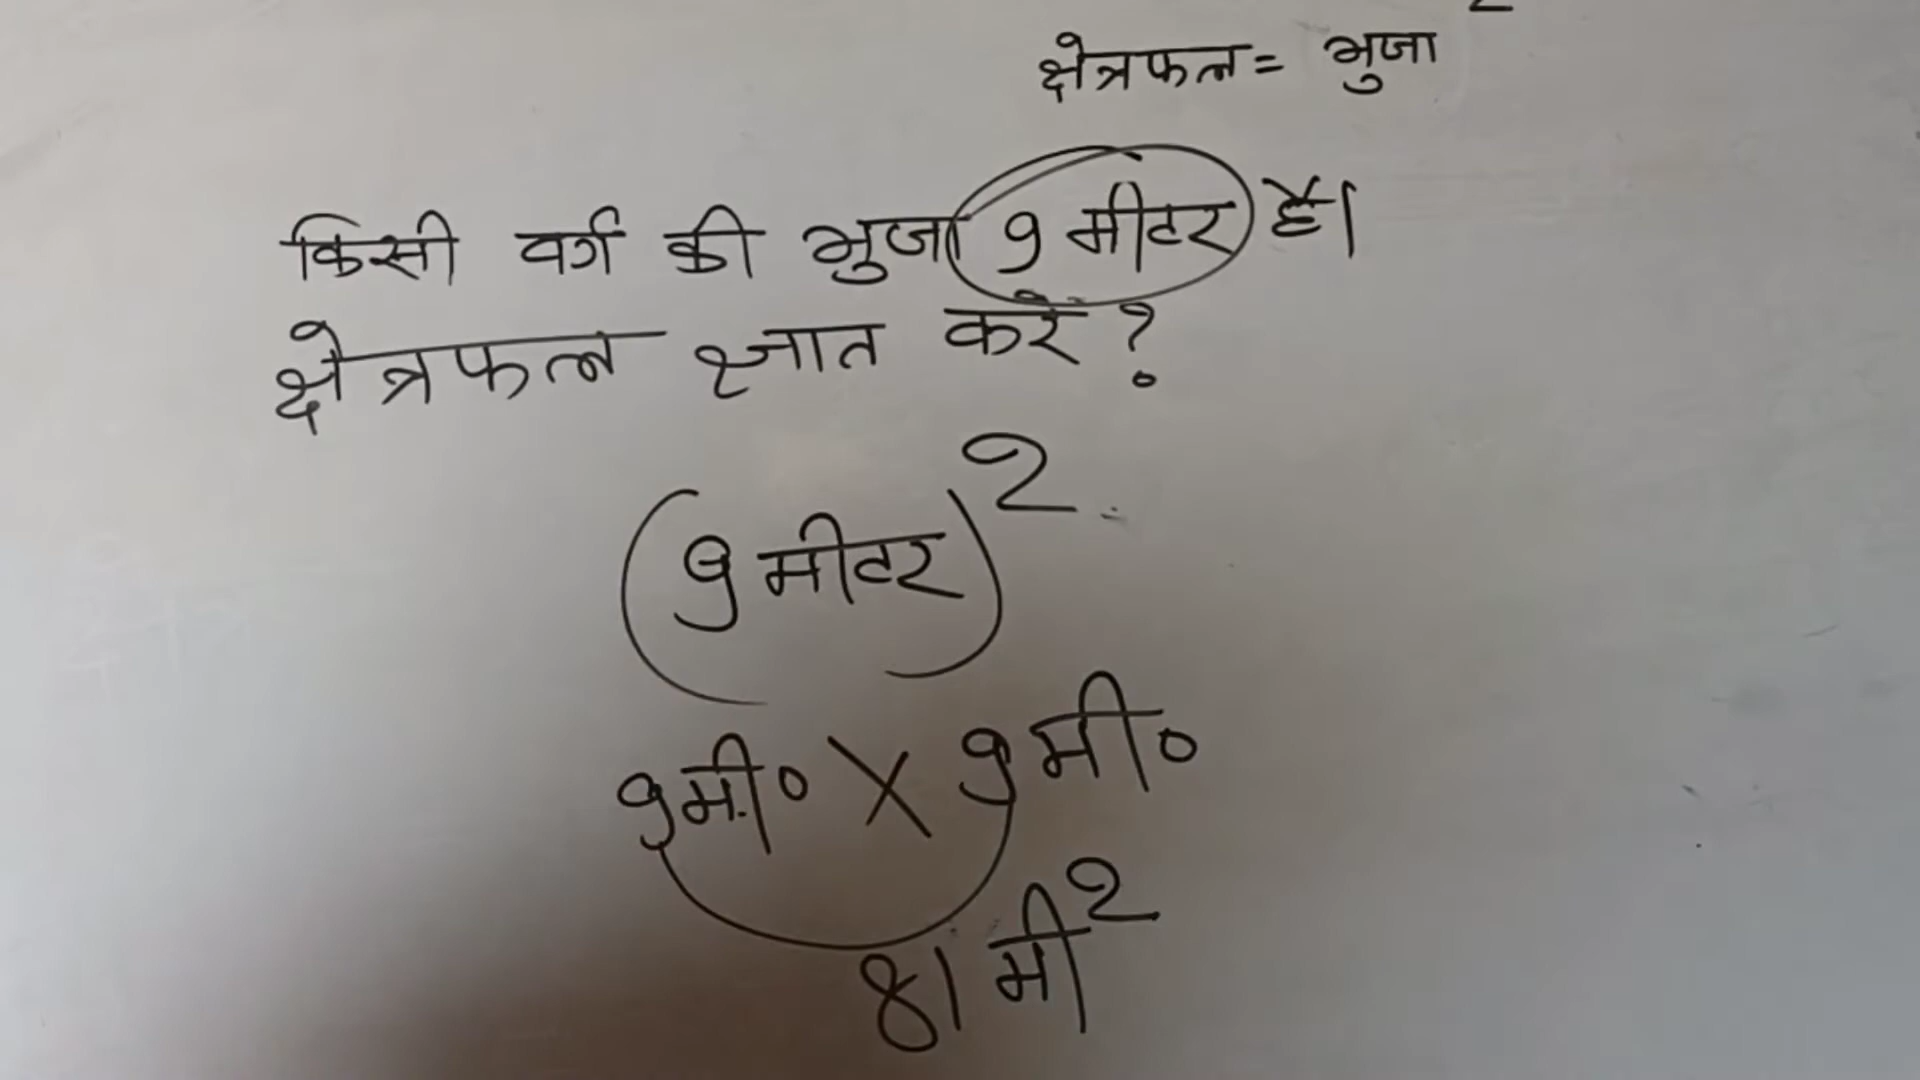 क्षेत्रफल = भुजा²
किसी वर्ग की भुजा 9 मीटर है।
क्षेत्रफल ज्ञात करे ?
(9 मीटर)²
9मी० X 9मी०
81 मी²